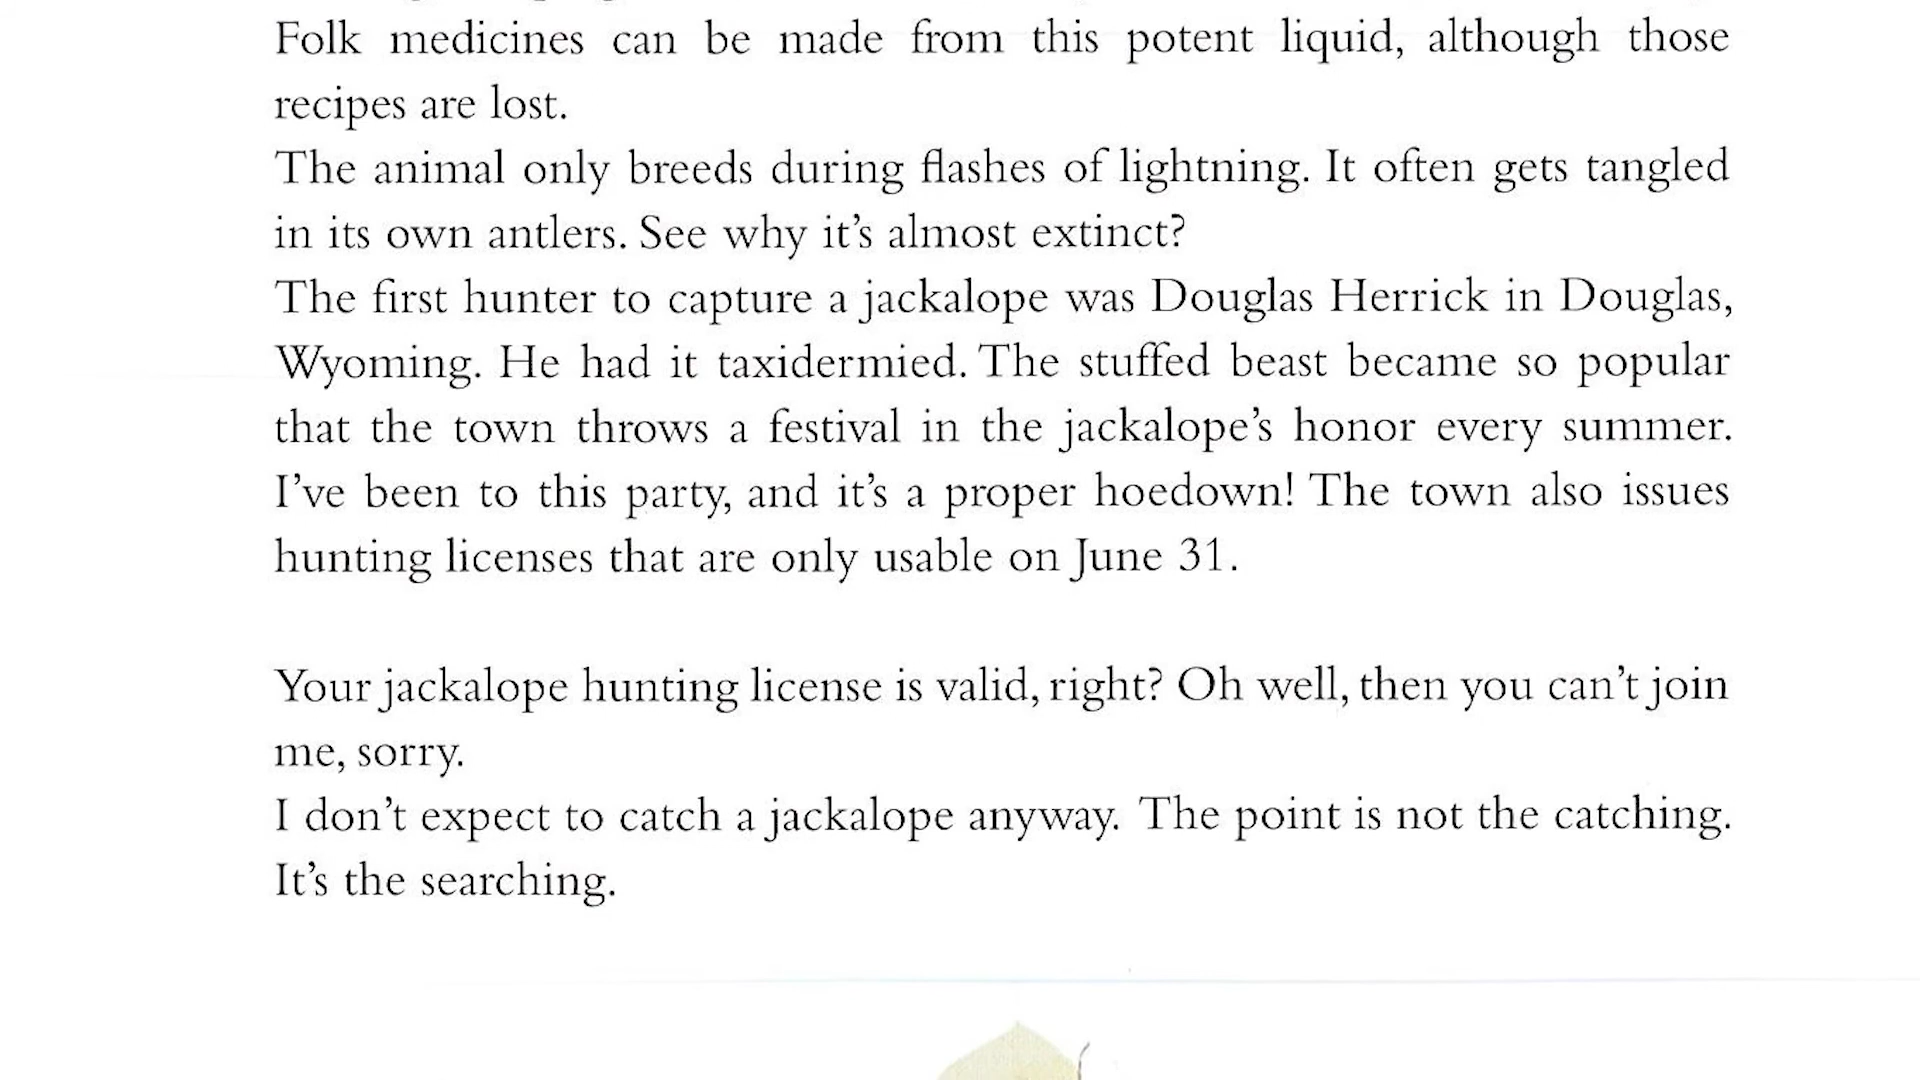 Folk medicines can be made from this potent liquid, although those
recipes are lost.
The animal only breeds during flashes of lightning. It often gets tangled
in its own antlers. See why it’s almost extinct?
The first hunter to capture a jackalope was Douglas Herrick in Douglas,
Wyoming. He had it taxidermied. The stuffed beast became so popular
that the town throws a festival in the jackalope’s honor every summer.
I’ve been to this party, and it’s a proper hoedown! The town also issues
hunting licenses that are only usable on June 31.
Your jackalope hunting license is valid, right? Oh well, then you can’t join
me, sorry.
I don’t expect to catch a jackalope anyway. The point is not the catching.
It’s the searching.